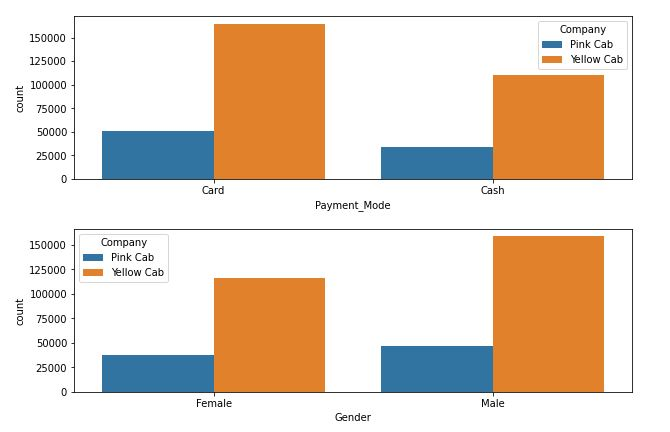 150000
125000
100000
75000
50000
25000
0
count
Company
Pink Cab
Yellow Cab
Card
Cash
Payment_Mode
150000
125000
100000
75000
50000
25000
0
count
Company
Pink Cab
Yellow Cab
Female
Male
Gender